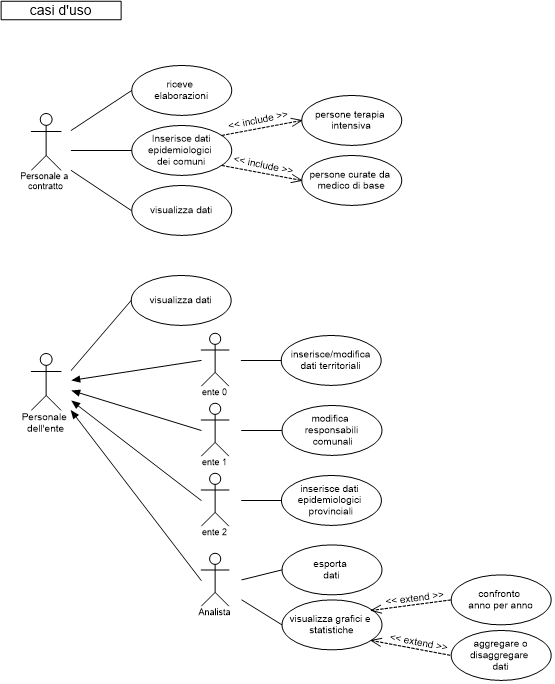 casi d'uso
riceve
elaborazioni
<< include >>
persone terapia
intensiva
Inserisce dati
epidemiologici
dei comuni
Personale a
contratto
<< include >>
persone curate da
medico di base
visualizza dati
visualizza dati
inserisce/modifica
dati territoriali
ente 0
Personale
dell'ente
modifica
responsabili
comunali
ente 1
inserisce dati
epidemiologici
provinciali
ente 2
esporta
dati
Analista
<< extend >>
confronto
anno per anno
visualizza grafici e
statistiche
<< extend >>
aggregare o
disaggregare
dati